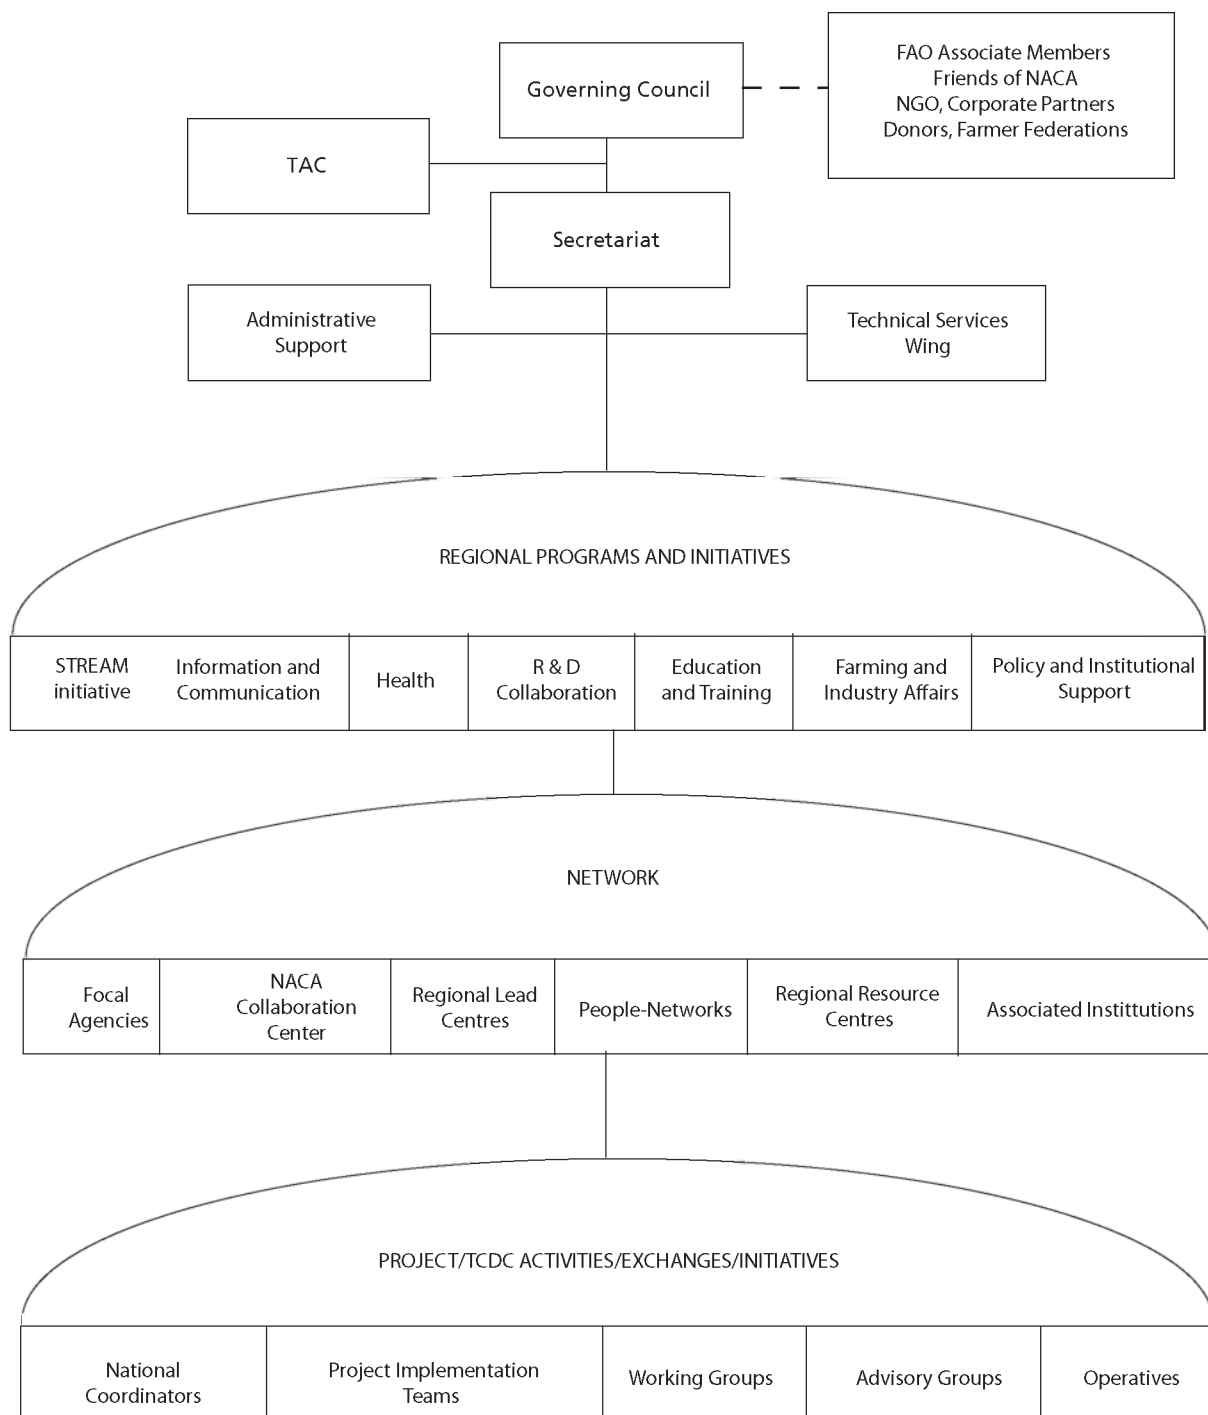 Governing Council
FAO Associate Members
Friends of NACA
NGO, Corporate Partners
Donors, Farmer Federations
TAC
Secretariat
Administrative
Support
Technical Services
Wing
REGIONAL PROGRAMS AND INITIATIVES
STREAM
initiative
Information and
Communication
Health
R & D
Collaboration
Education
and Training
Farming and
Industry Affairs
Policy and Institutional
Support
NETWORK
Focal
Agencies
NACA
Collaboration
Center
Regional Lead
Centres
People-Networks
Regional Resource
Centres
Associated Instittutions
PROJECT/TCDC ACTIVITIES/EXCHANGES/INITIATIVES
National
Coordinators
Project Implementation
Teams
Working Groups
Advisory Groups
Operatives